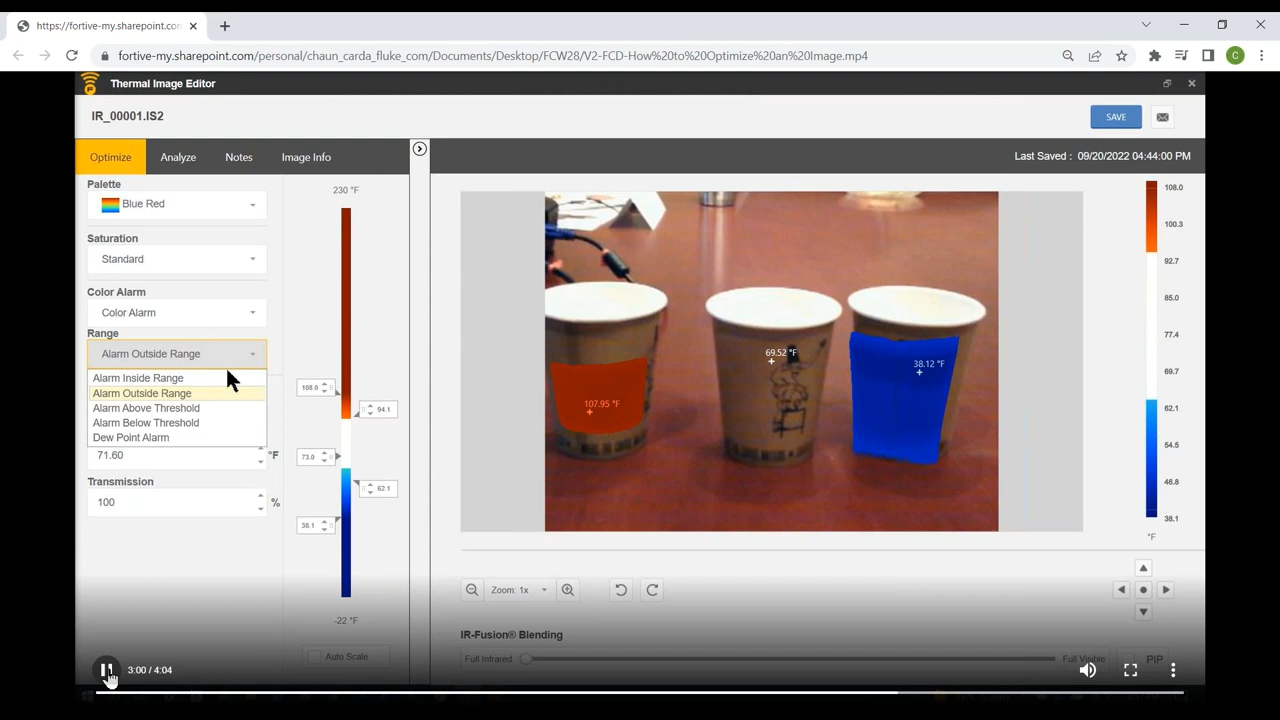 https://fortive-my.sharepoint.com
fortive-my.sharepoint.com/personal/chaun_carda_fluke_com/Documents/Desktop/FCW28/V2-FCD-How%20to%20Optimize%20an%20Image.mp4
C
Thermal Image Editor
IR_00001.IS2
SAVE
Optimize Analyze Notes Image Info
Last Saved : 09/20/2022 04:44:00 PM
Palette
Blue Red
Saturation
Standard
Color Alarm
Color Alarm
Range
Alarm Outside Range
Alarm Inside Range
Alarm Outside Range
Alarm Above Threshold
Alarm Below Threshold
Dew Point Alarm
71.60 °F
Transmission
100 %
230 °F
108.0
94.1
73.0
62.1
38.1
-22 °F
Auto Scale
107.95 °F
69.52 °F
38.12 °F
108.0
100.3
92.7
85.0
77.4
69.7
62.1
54.5
46.8
38.1
°F
Zoom: 1x
IR-Fusion® Blending
Full Infrared Full Visible PIP
3:00 / 4:04